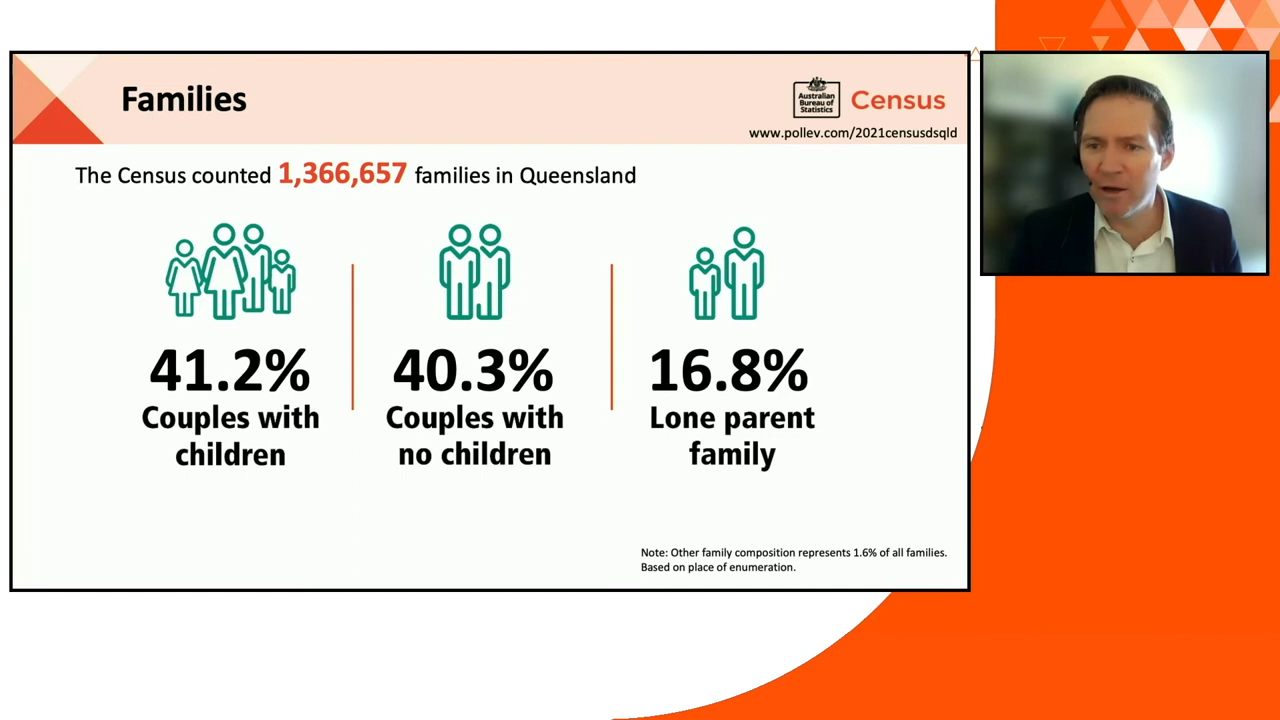 Families
Australian
Bureau of
Statistics
Census
www.pollev.com/2021censusdsqld
The Census counted 1,366,657 families in Queensland
41.2%
Couples with
children
40.3%
Couples with
no children
16.8%
Lone parent
family
Note: Other family composition represents 1.6% of all families.
Based on place of enumeration.